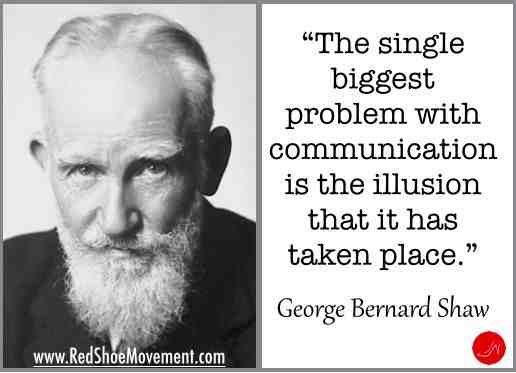 “The single
biggest
problem with
communication
is the illusion
that it has
taken place.”
George Bernard Shaw
www.RedShoeMovement.com